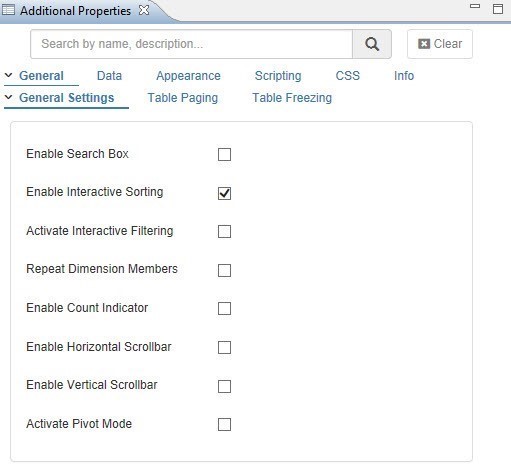 Additional Properties
Search by name, description...
Clear
General Data Appearance Scripting CSS Info
General Settings Table Paging Table Freezing
Enable Search Box
Enable Interactive Sorting
Activate Interactive Filtering
Repeat Dimension Members
Enable Count Indicator
Enable Horizontal Scrollbar
Enable Vertical Scrollbar
Activate Pivot Mode